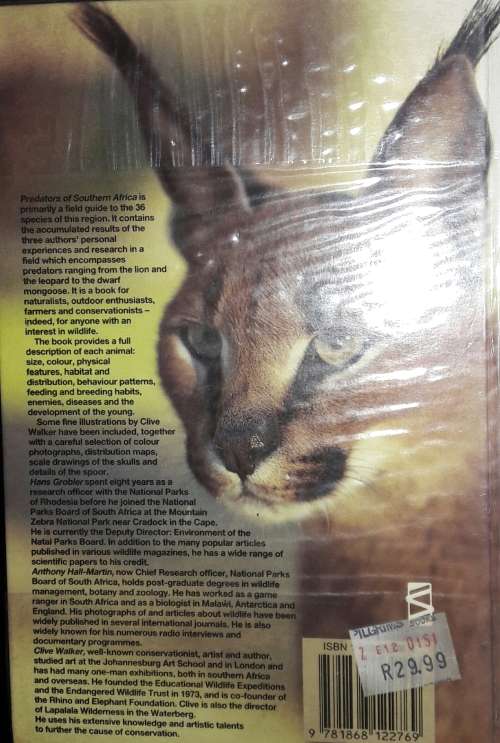 Predators of Southern Africa is
primarily a field guide to the 36
species of this region. It contains
the accumulated results of the
three authors' personal
experiences and research in a
field which encompasses
predators ranging from the lion and
the leopard to the dwarf
mongoose. It is a book for
naturalists, outdoor enthusiasts,
farmers and conservationists –
indeed, for anyone with an
interest in wildlife.
The book provides a full
description of each animal:
size, colour, physical
features, habitat and
distribution, behaviour patterns,
feeding and breeding habits,
enemies, diseases and the
development of the young.
Some fine illustrations by Clive
Walker have been included, together
with a careful selection of colour
photographs, distribution maps,
scale drawings of the skulls and
details of the spoor.
Hans Grobler spent eight years as a
research officer with the National Parks
of Rhodesia before he joined the National
Parks Board of South Africa at the Mountain
Zebra National Park near Cradock in the Cape.
He is currently the Deputy Director: Environment of the
Natal Parks Board. In addition to the many popular articles
published in various wildlife magazines, he has a wide range of
scientific papers to his credit.
Anthony Hall-Martin, now Chief Research officer, National Parks
Board of South Africa, holds post-graduate degrees in wildlife
management, botany and zoology. He has worked as a game
ranger in South Africa and as a biologist in Malawi, Antarctica and
England. His photographs of and articles about wildlife have been
widely published in several international journals. He is also
widely known for his numerous radio interviews and
documentary programmes.
Clive Walker, well-known conservationist, artist and author,
studied art at the Johannesburg Art School and in London and
has had many one-man exhibitions, both in southern Africa
and overseas. He founded the Educational Wildlife Expeditions
and the Endangered Wildlife Trust in 1973, and is co-founder of
the Rhino and Elephant Foundation. Clive is also the director
of Lapalala Wilderness in the Waterberg.
He uses his extensive knowledge and artistic talents
to further the cause of conservation.
ISBN
R29.99
9 781868 122769